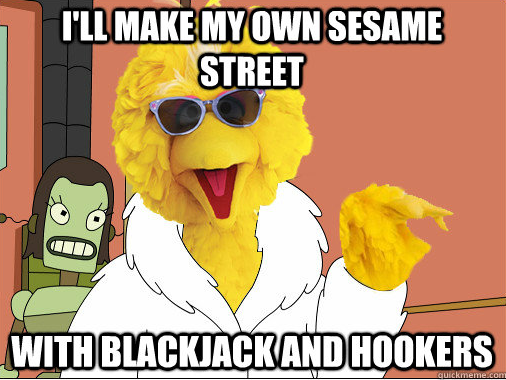 I'LL MAKE MY OWN SESAME
STREET
WITH BLACKJACK AND HOOKERS
quickmeme.com